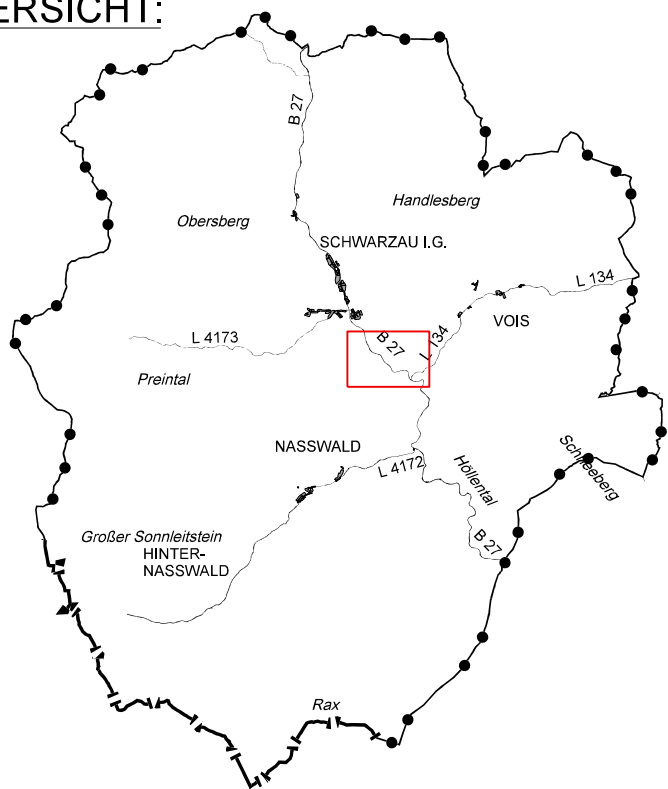 ERSICHT:
B 27
Handlesberg
Obersberg
SCHWARZAU I.G.
L 134
VOIS
L 134
B 27
L 4173
Preintal
NASSWALD
L 4172
Höllental
Schneeberg
B 27
Großer Sonnleitstein
HINTER-
NASSWALD
Rax